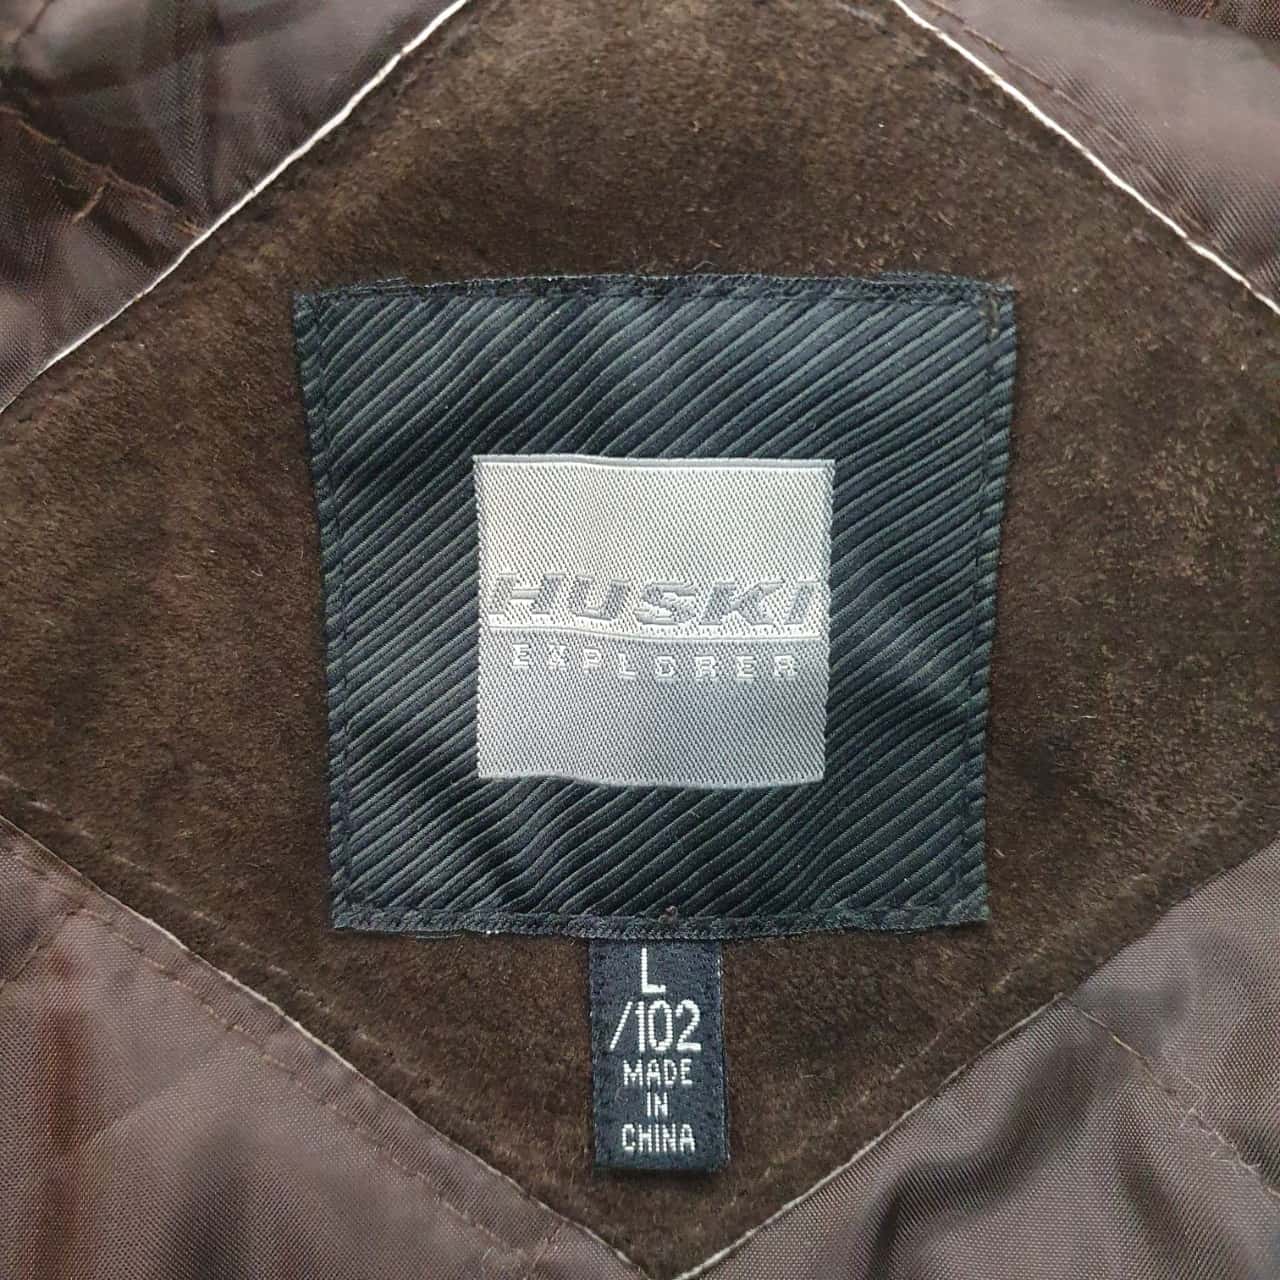 HUSKI
EXPLORER
L
/102
MADE
IN
CHINA